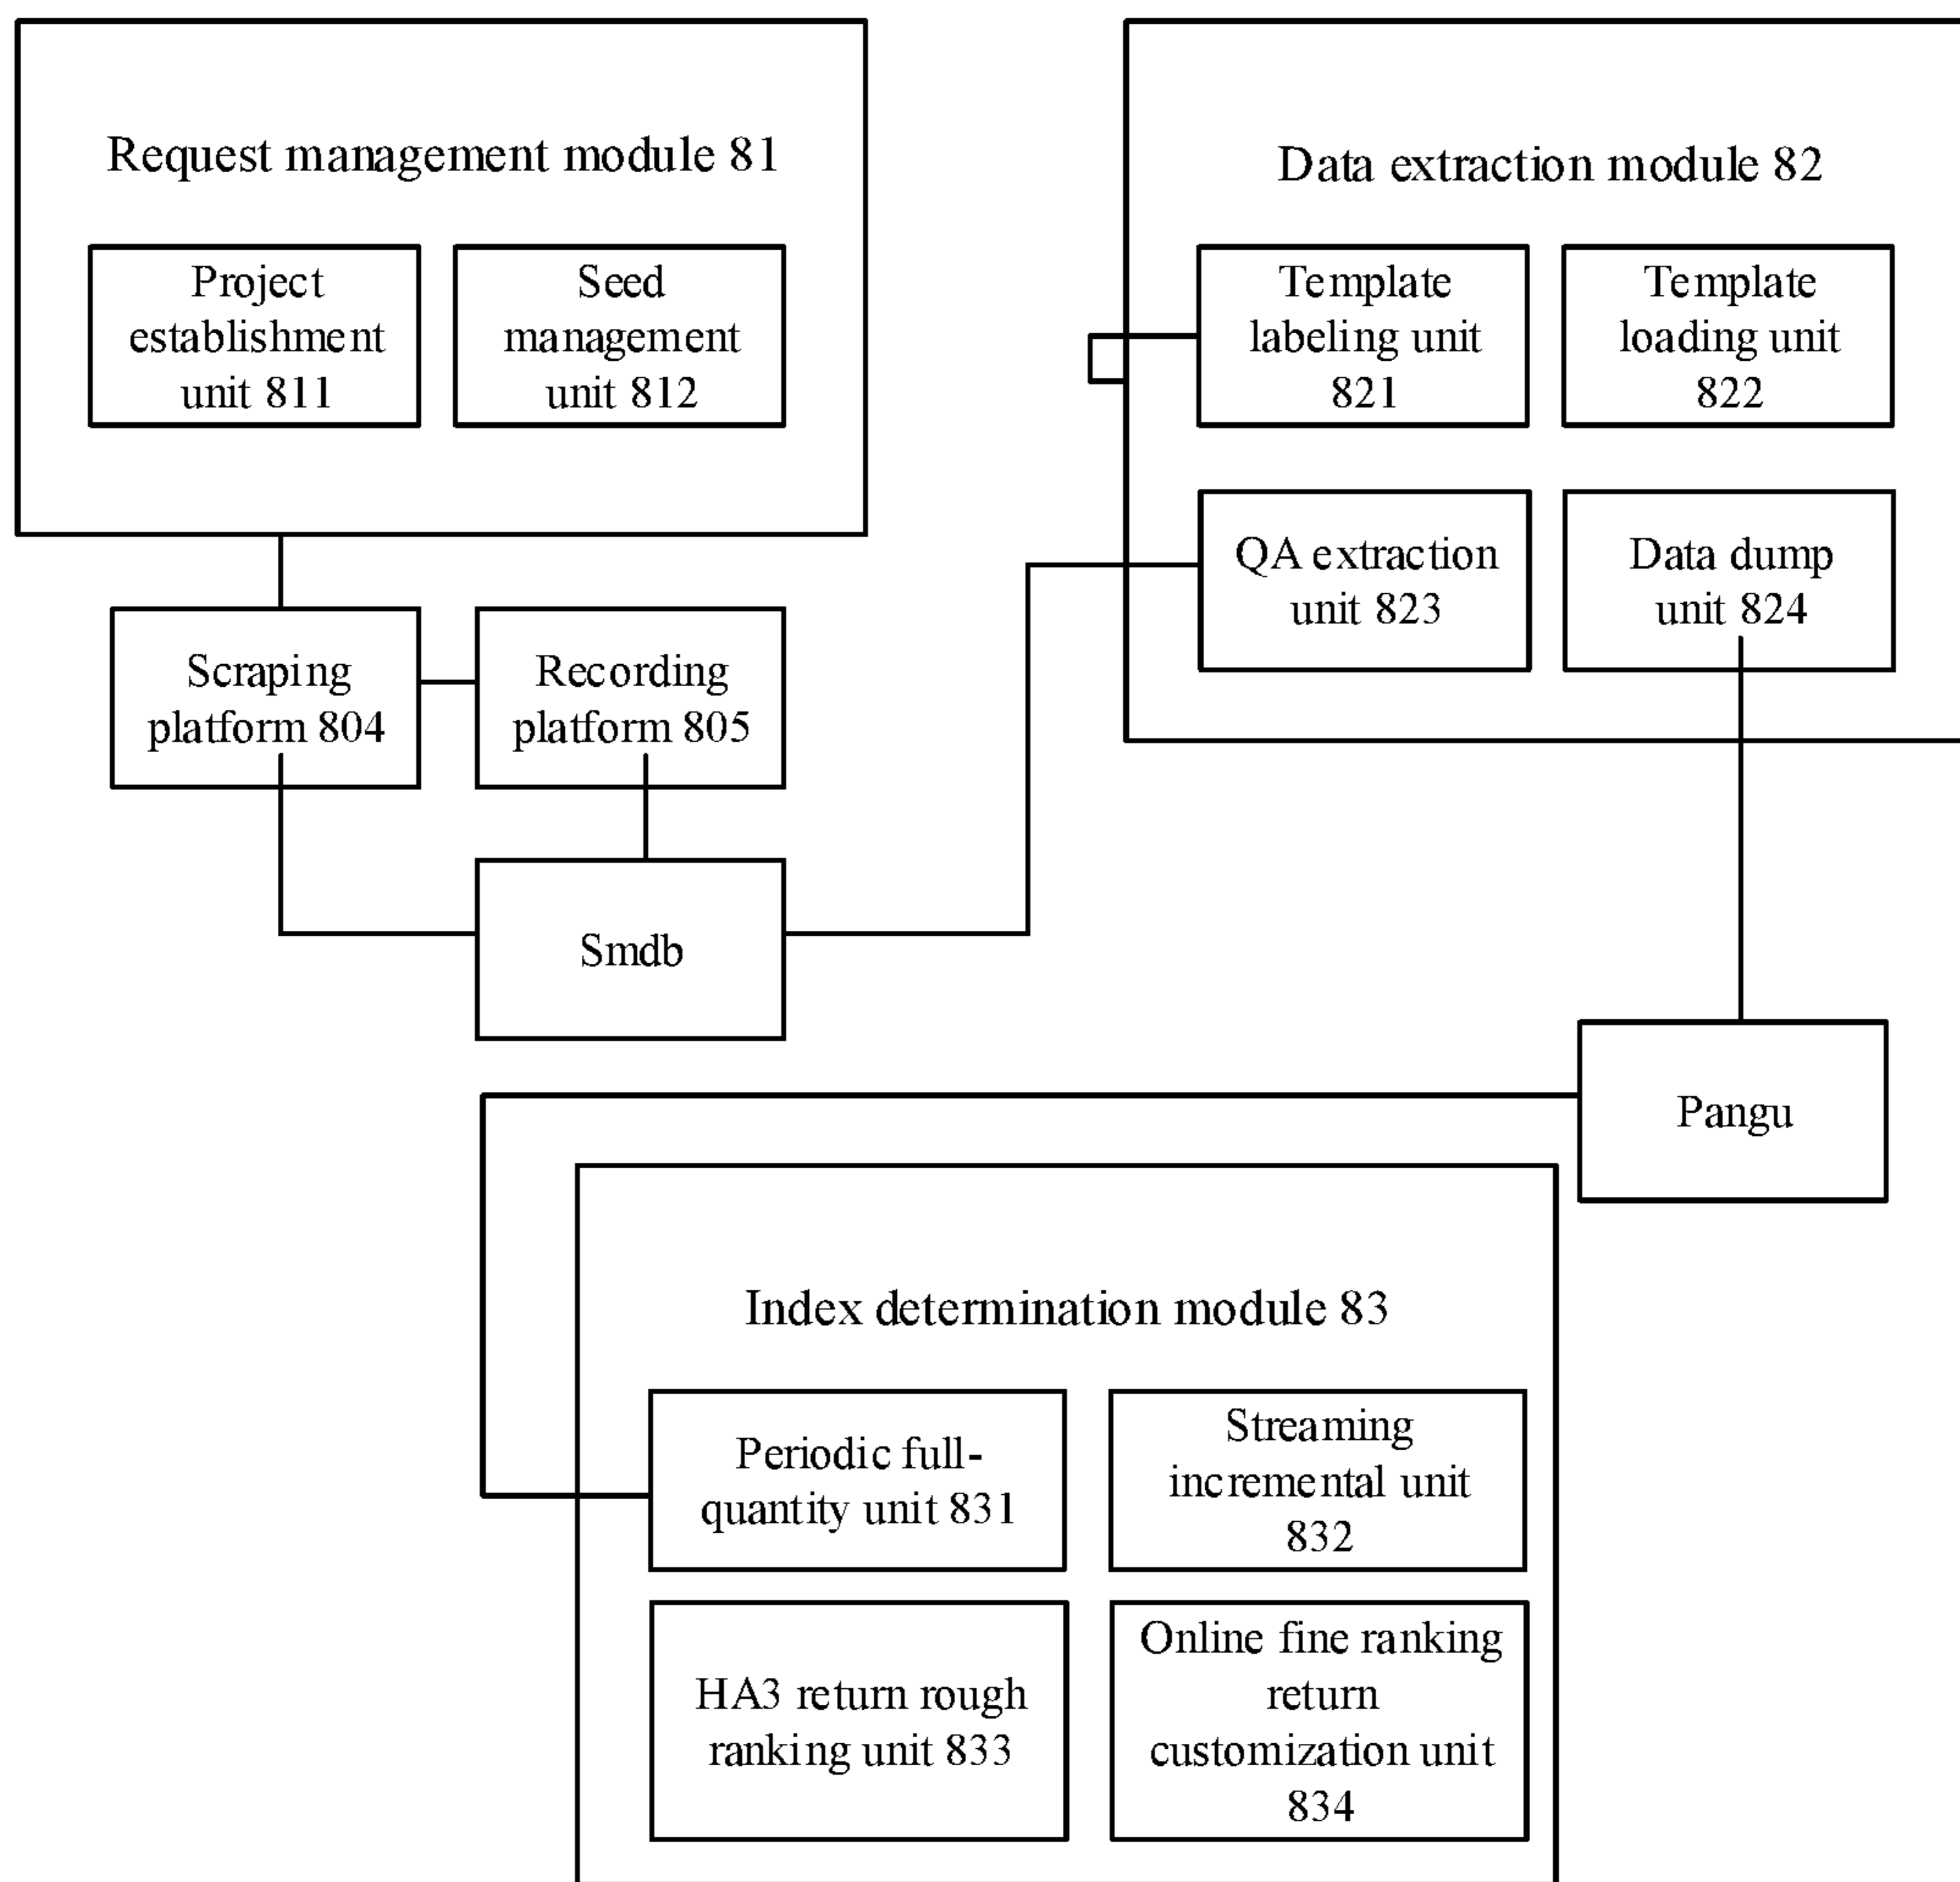 Request management module 81
Project
establishment
unit 811
Seed
management
unit 812
Data extraction module 82
Template
labeling unit
821
Template
loading unit
822
QA extraction
unit 823
Data dump
unit 824
Scraping
platform 804
Recording
platform 805
Smdb
Pangu
Index determination module 83
Periodic full-
quantity unit 831
Streaming
incremental unit
832
HA3 return rough
ranking unit 833
Online fine ranking
return
customization unit
834